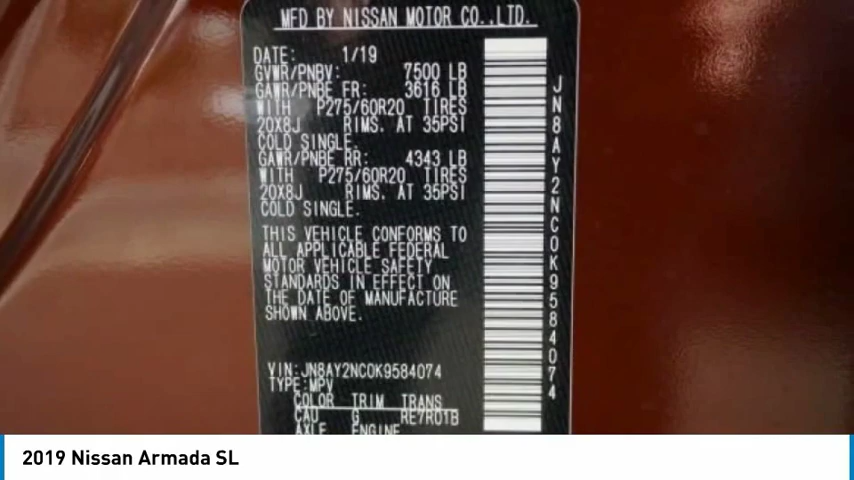 MFD BY NISSAN MOTOR CO.,LTD.
DATE: 1/19
GVWR/PNBV: 7500 LB
GAWR/PNBE FR: 3616 LB
WITH P275/60R20 TIRES
20X8J RIMS. AT 35PSI
COLD SINGLE.
GAWR/PNBE RR: 4343 LB
WITH P275/60R20 TIRES
20X8J RIMS. AT 35PSI
COLD SINGLE.
THIS VEHICLE CONFORMS TO
ALL APPLICABLE FEDERAL
MOTOR VEHICLE SAFETY
STANDARDS IN EFFECT ON
THE DATE OF MANUFACTURE
SHOWN ABOVE.
VIN:JN8AY2NC0K9584074
TYPE:MPV
COLOR TRIM TRANS
CAU G RE7R01B
AXLE ENGINE
JN8AY2NC0K9584074
2019 Nissan Armada SL